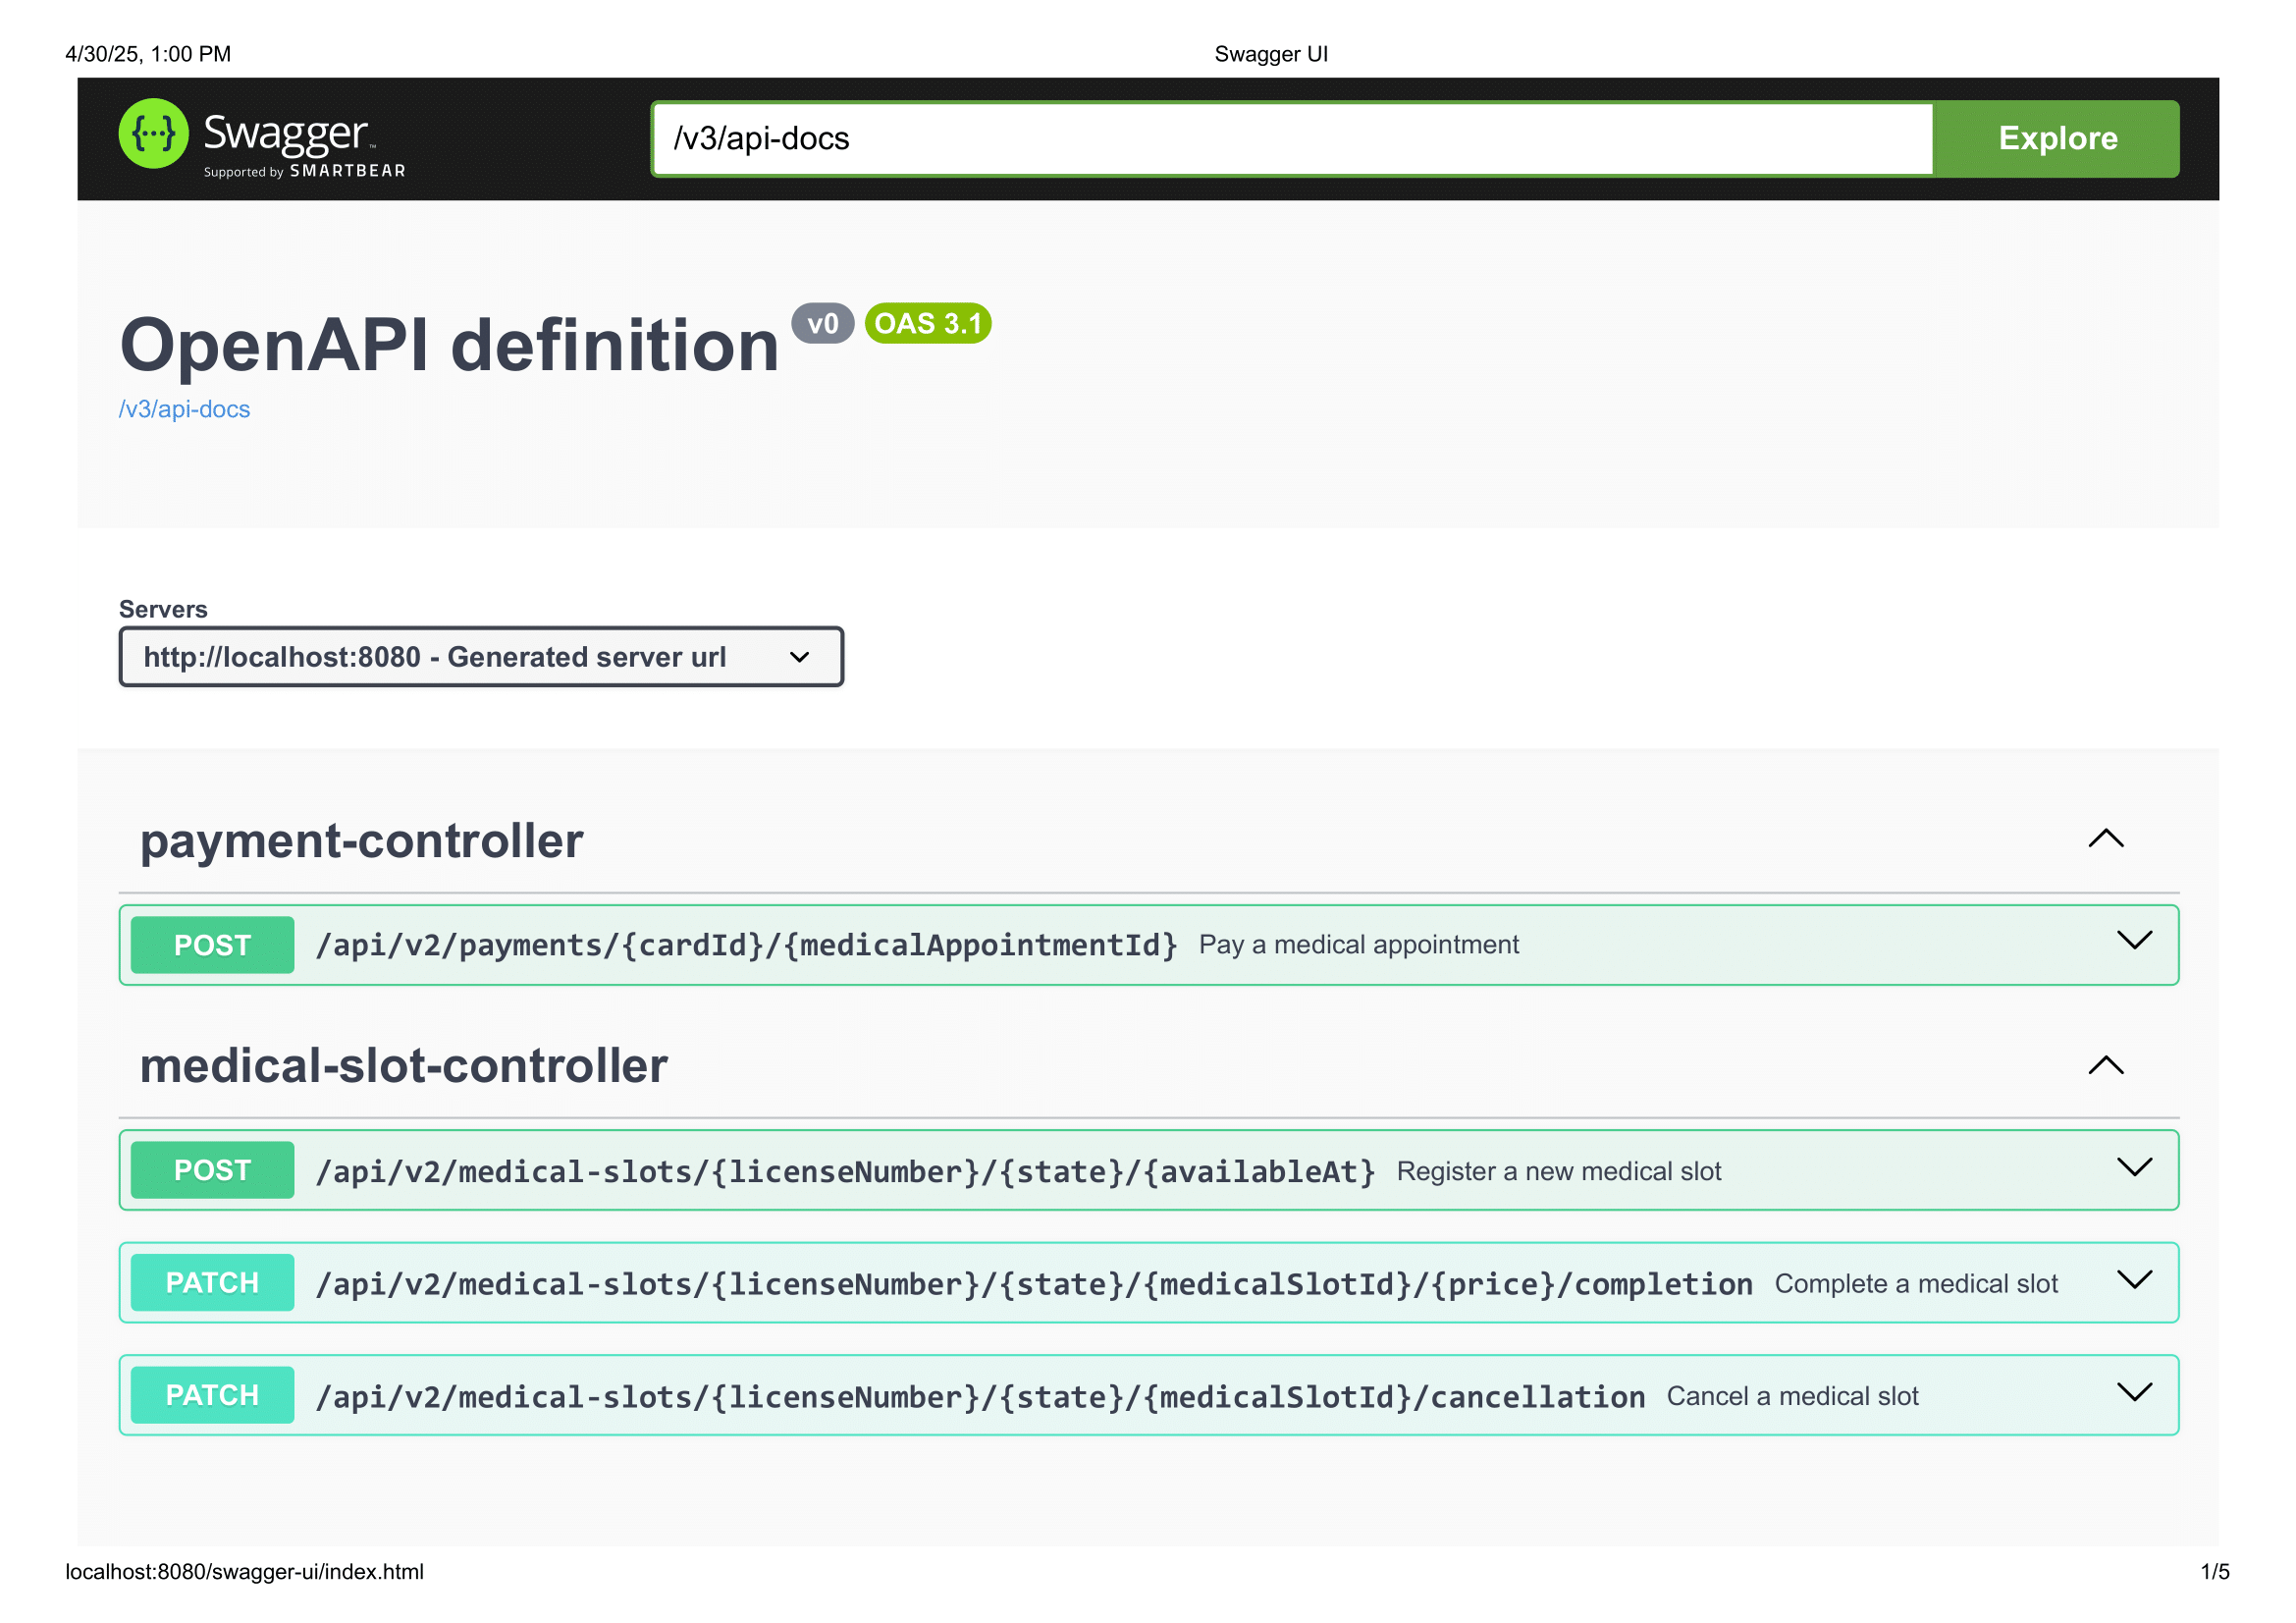 4/30/25, 1:00 PM Swagger UI
{···} Swagger™
Supported by SMARTBEAR
/v3/api-docs Explore
OpenAPI definition v0 OAS 3.1
/v3/api-docs
Servers
http://localhost:8080 - Generated server url
payment-controller
POST /api/v2/payments/{cardId}/{medicalAppointmentId} Pay a medical appointment
medical-slot-controller
POST /api/v2/medical-slots/{licenseNumber}/{state}/{availableAt} Register a new medical slot
PATCH /api/v2/medical-slots/{licenseNumber}/{state}/{medicalSlotId}/{price}/completion Complete a medical slot
PATCH /api/v2/medical-slots/{licenseNumber}/{state}/{medicalSlotId}/cancellation Cancel a medical slot
localhost:8080/swagger-ui/index.html 1/5